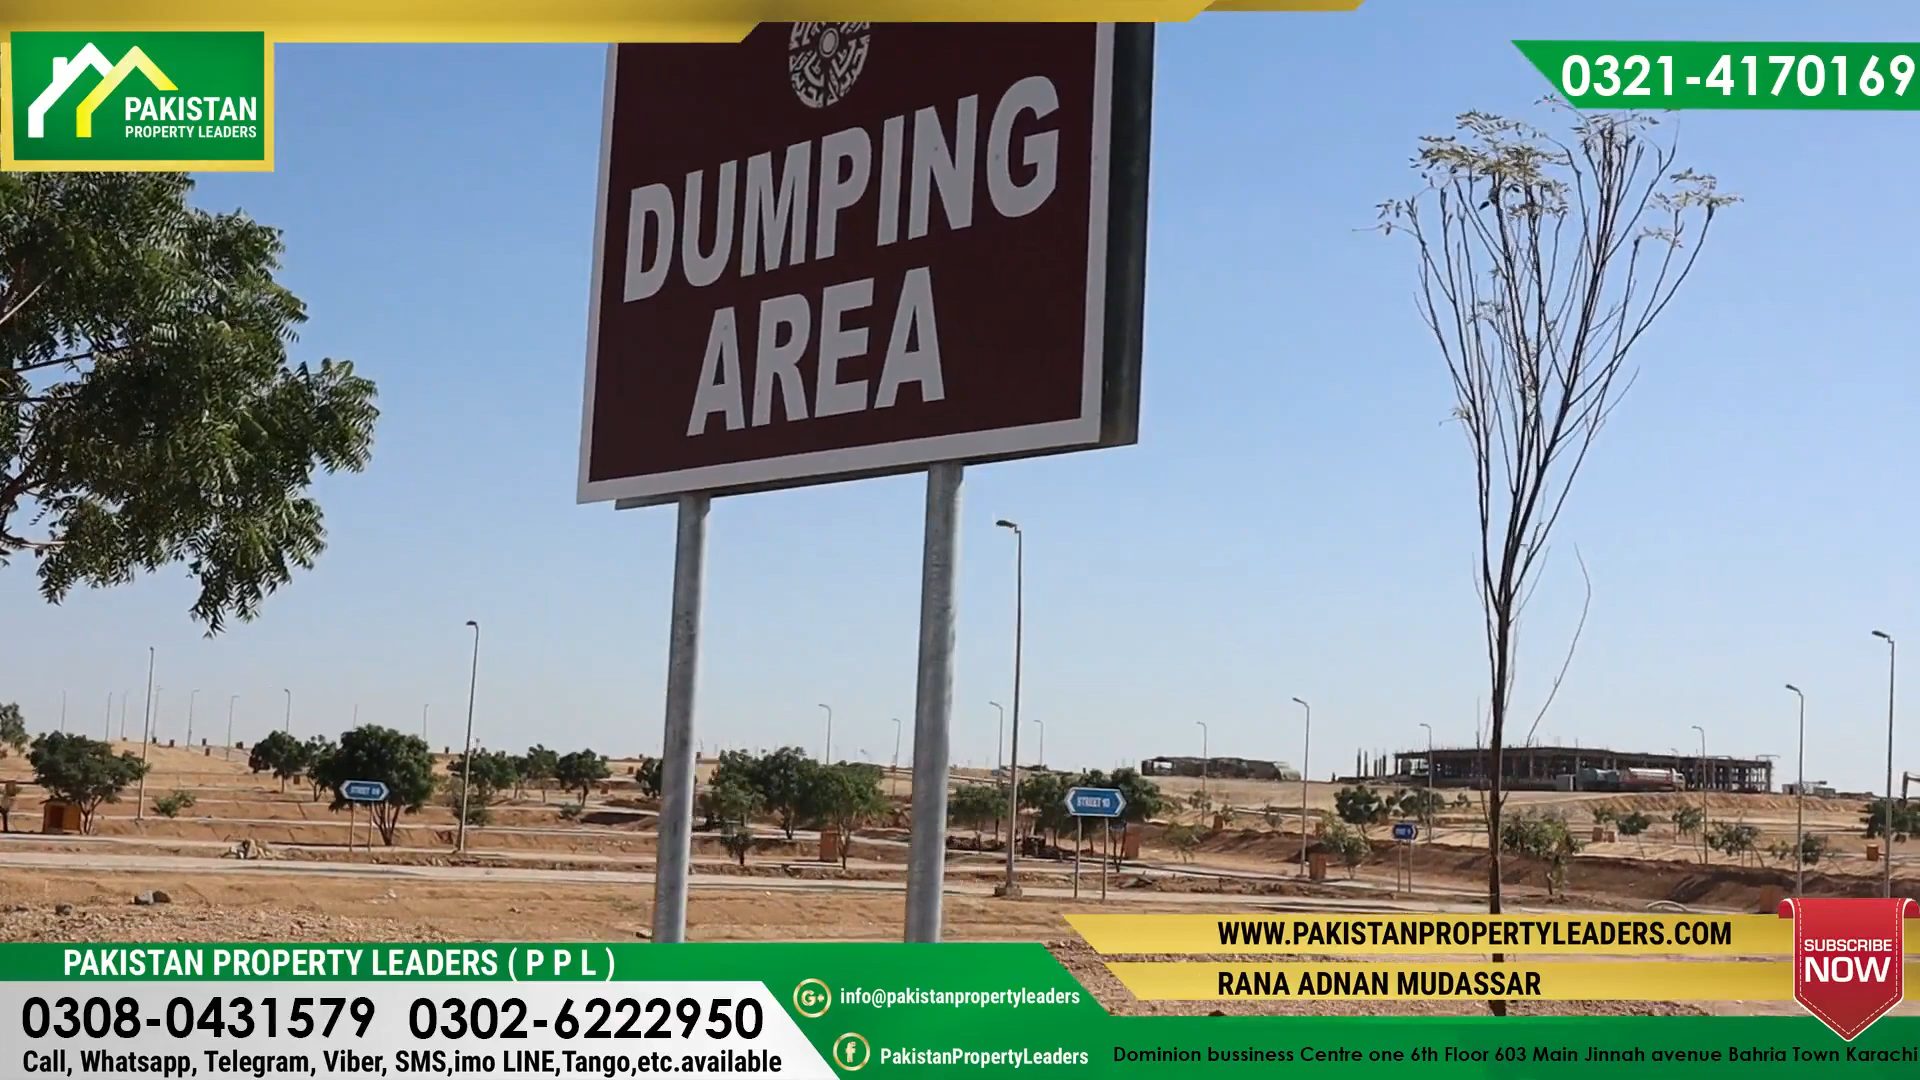 PAKISTAN
PROPERTY LEADERS
0321-4170169
DUMPING
AREA
STREET 10
WWW.PAKISTANPROPERTYLEADERS.COM
RANA ADNAN MUDASSAR
SUBSCRIBE
NOW
PAKISTAN PROPERTY LEADERS ( P P L )
0308-0431579 0302-6222950
Call, Whatsapp, Telegram, Viber, SMS,imo LINE,Tango,etc.available
G+ info@pakistanpropertyleaders
f PakistanPropertyLeaders
Dominion bussiness Centre one 6th Floor 603 Main Jinnah avenue Bahria Town Karachi